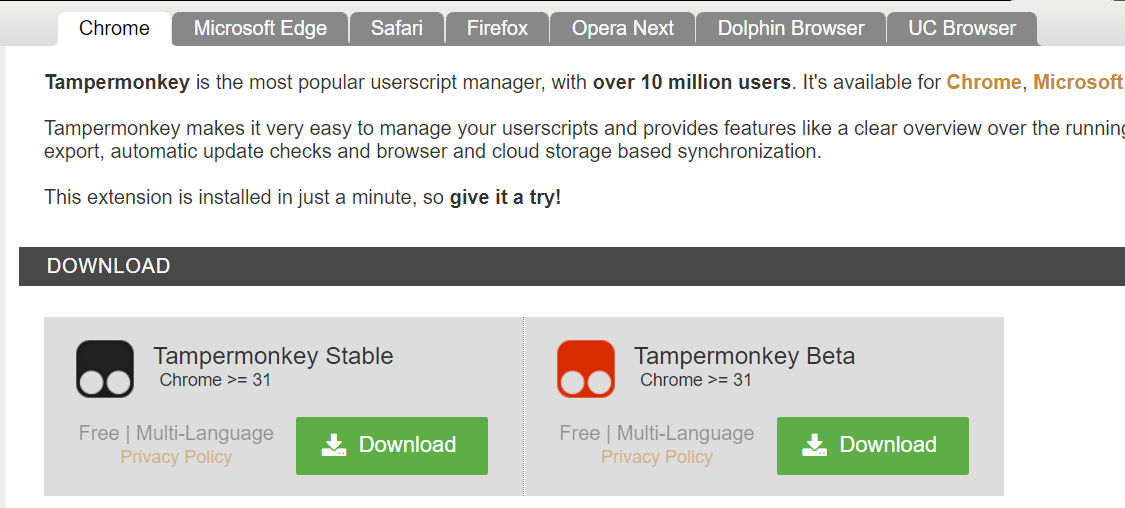 Chrome Microsoft Edge Safari Firefox Opera Next Dolphin Browser UC Browser
Tampermonkey is the most popular userscript manager, with over 10 million users. It's available for Chrome, Microsoft
Tampermonkey makes it very easy to manage your userscripts and provides features like a clear overview over the running
export, automatic update checks and browser and cloud storage based synchronization.
This extension is installed in just a minute, so give it a try!
DOWNLOAD
Tampermonkey Stable
Chrome >= 31
Free | Multi-Language
Privacy Policy
Download
Tampermonkey Beta
Chrome >= 31
Free | Multi-Language
Privacy Policy
Download